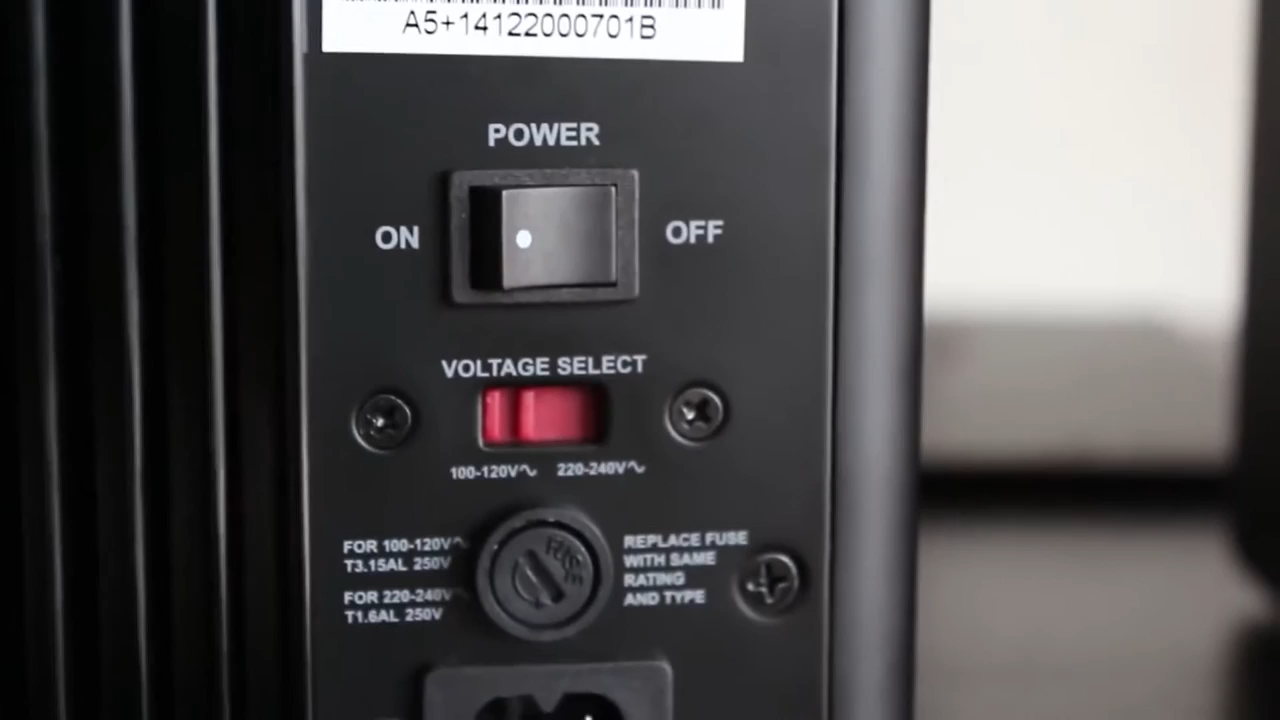 A5+14122000701B
POWER
ON
OFF
VOLTAGE SELECT
100-120V∿ 220-240V∿
FOR 100-120V∿
T3.15AL 250V
FOR 220-240V∿
T1.6AL 250V
FUSE
REPLACE FUSE
WITH SAME
RATING
AND TYPE